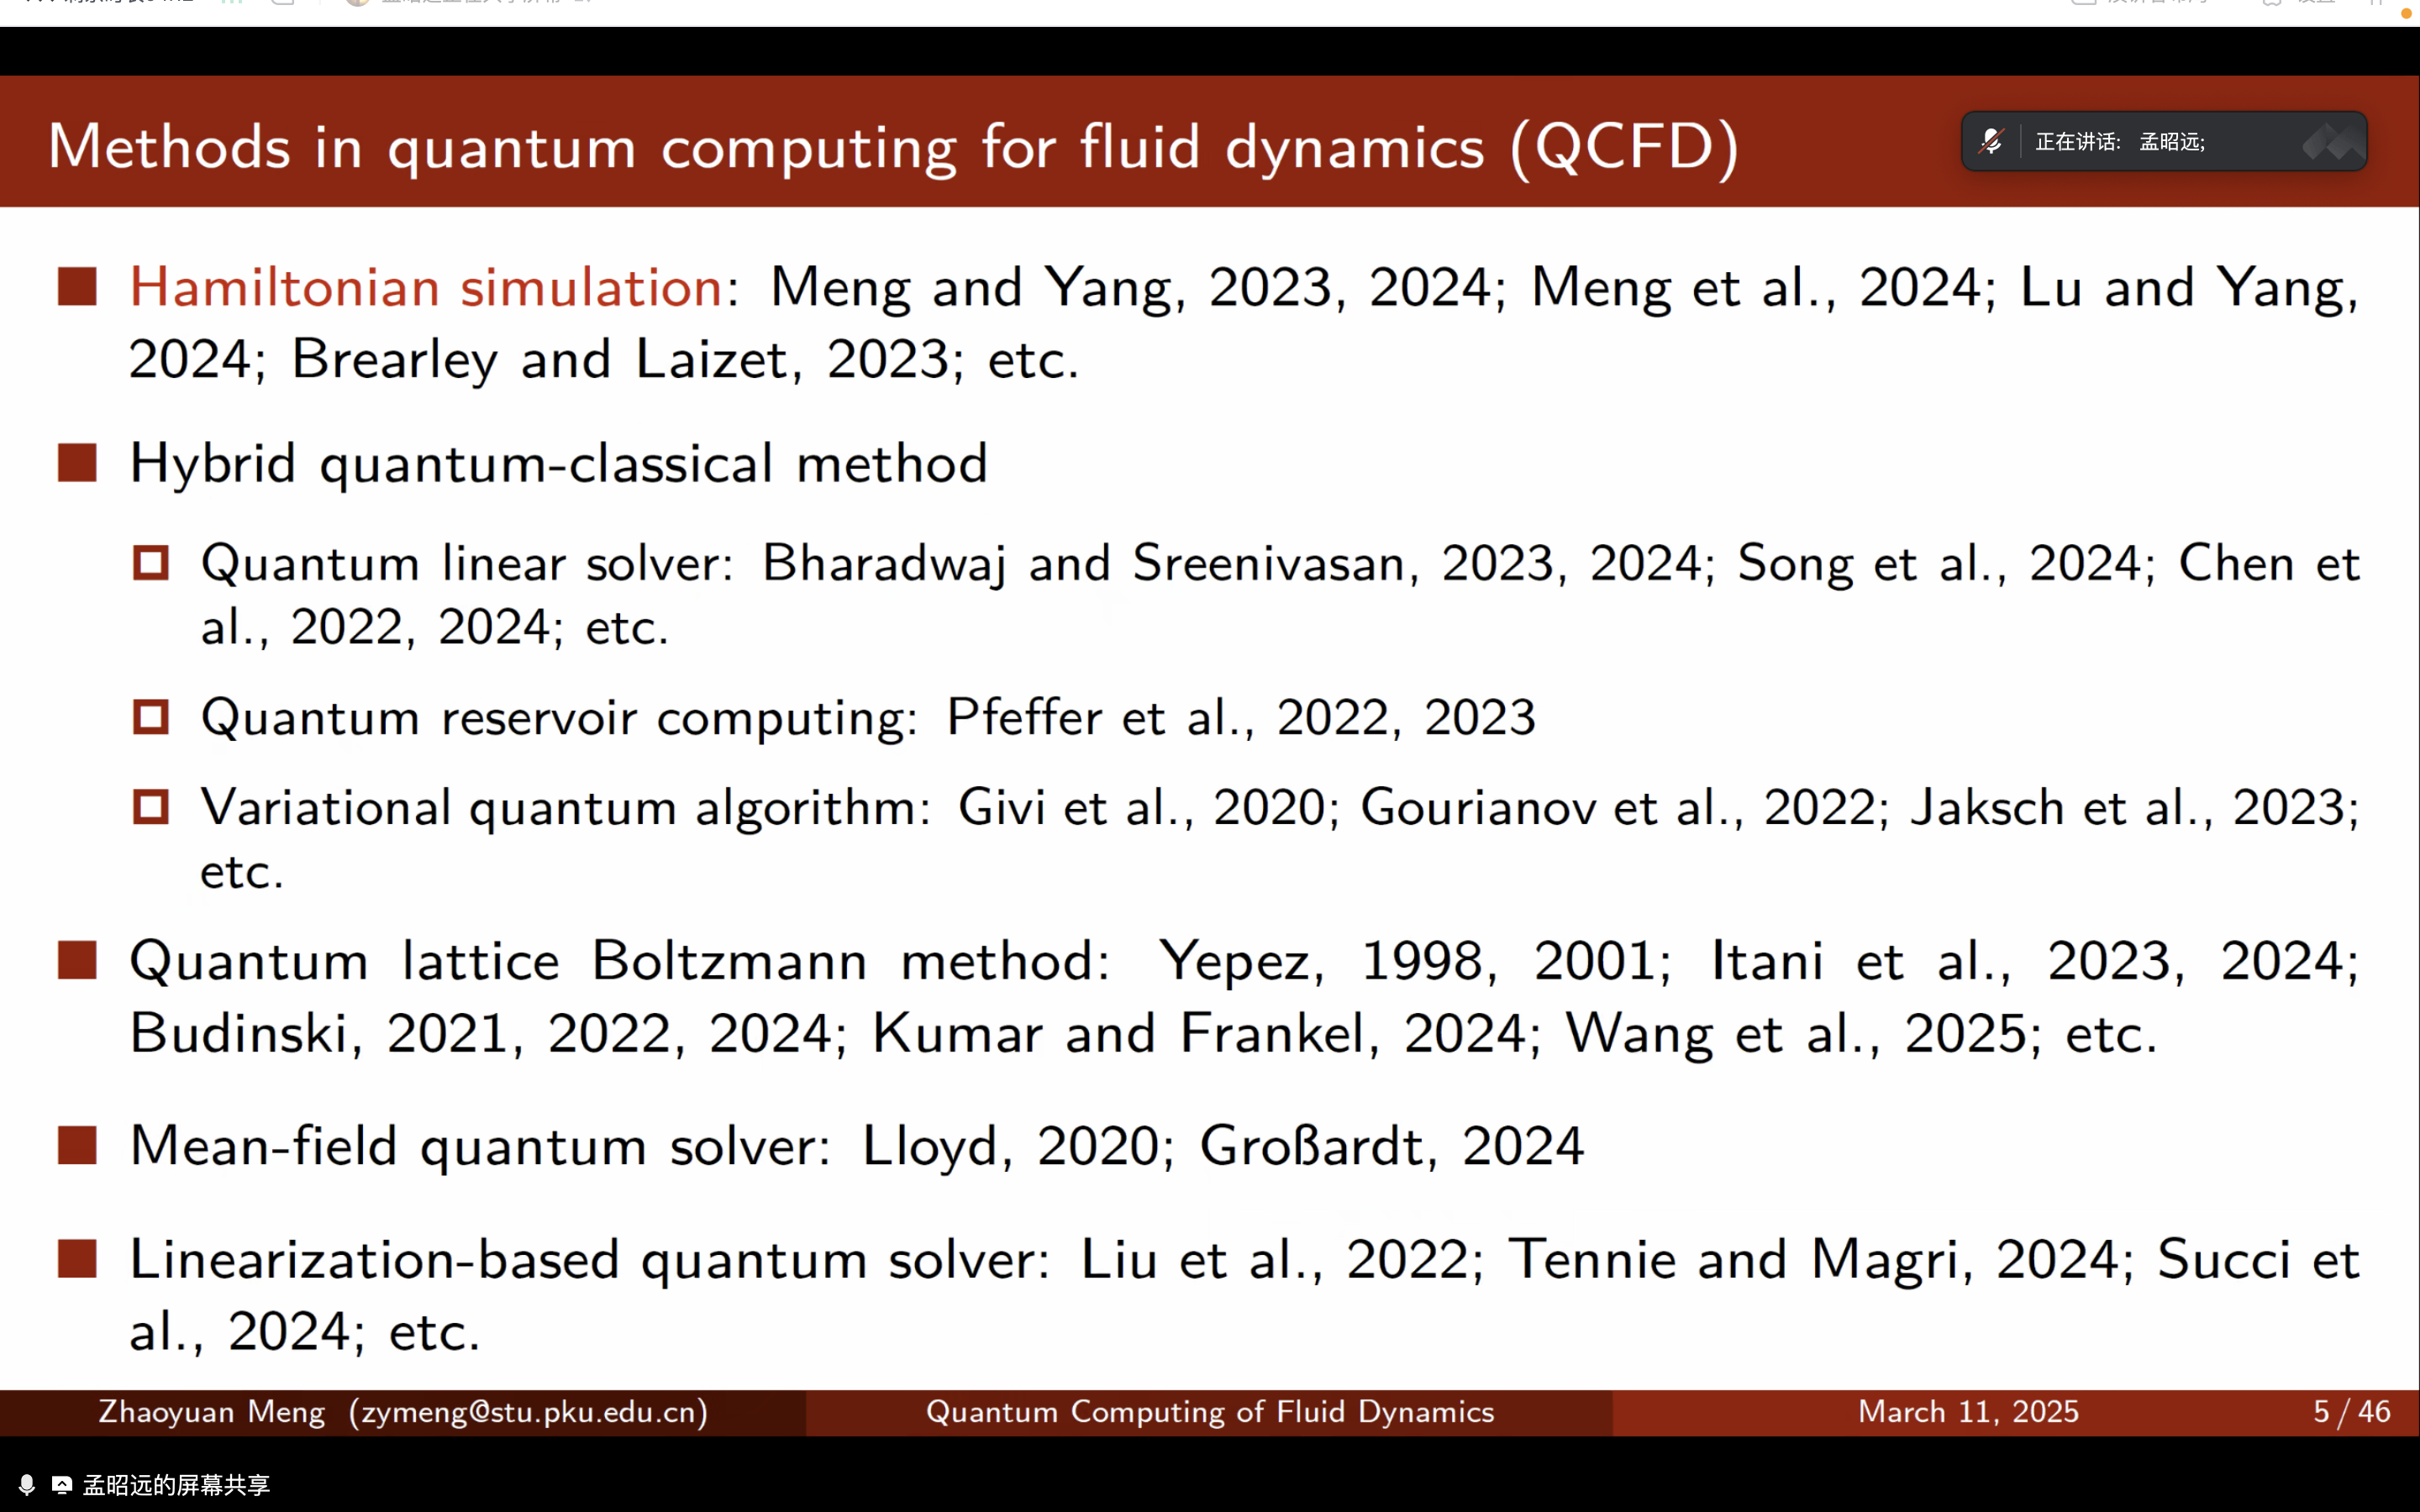 Methods in quantum computing for fluid dynamics (QCFD)
正在讲话: 孟昭远;
Hamiltonian simulation: Meng and Yang, 2023, 2024; Meng et al., 2024; Lu and Yang,
2024; Brearley and Laizet, 2023; etc.
Hybrid quantum-classical method
Quantum linear solver: Bharadwaj and Sreenivasan, 2023, 2024; Song et al., 2024; Chen et
al., 2022, 2024; etc.
Quantum reservoir computing: Pfeffer et al., 2022, 2023
Variational quantum algorithm: Givi et al., 2020; Gourianov et al., 2022; Jaksch et al., 2023;
etc.
Quantum lattice Boltzmann method: Yepez, 1998, 2001; Itani et al., 2023, 2024;
Budinski, 2021, 2022, 2024; Kumar and Frankel, 2024; Wang et al., 2025; etc.
Mean-field quantum solver: Lloyd, 2020; Großardt, 2024
Linearization-based quantum solver: Liu et al., 2022; Tennie and Magri, 2024; Succi et
al., 2024; etc.
Zhaoyuan Meng (zymeng@stu.pku.edu.cn)
Quantum Computing of Fluid Dynamics
March 11, 2025
5 / 46
孟昭远的屏幕共享